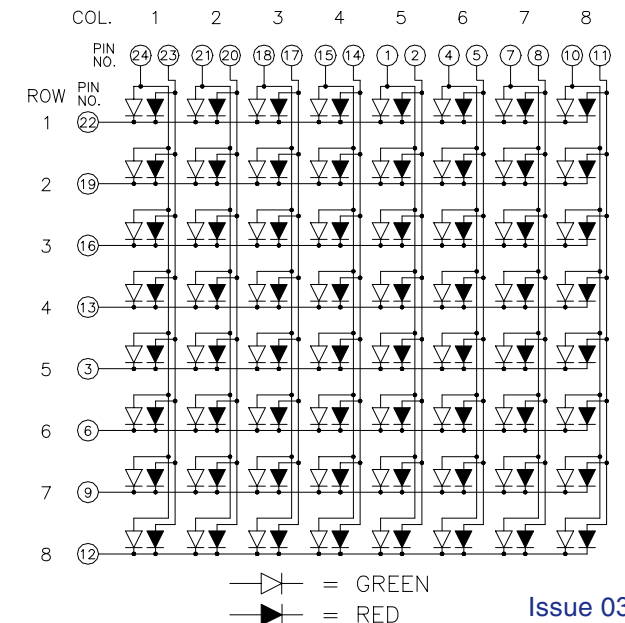 COL. 1 2 3 4 5 6 7 8
PIN NO. 24 23 21 20 18 17 15 14 1 2 4 5 7 8 10 11
ROW PIN NO.
1 22
2 19
3 16
4 13
5 3
6 6
7 9
8 12
= GREEN
= RED
Issue 03